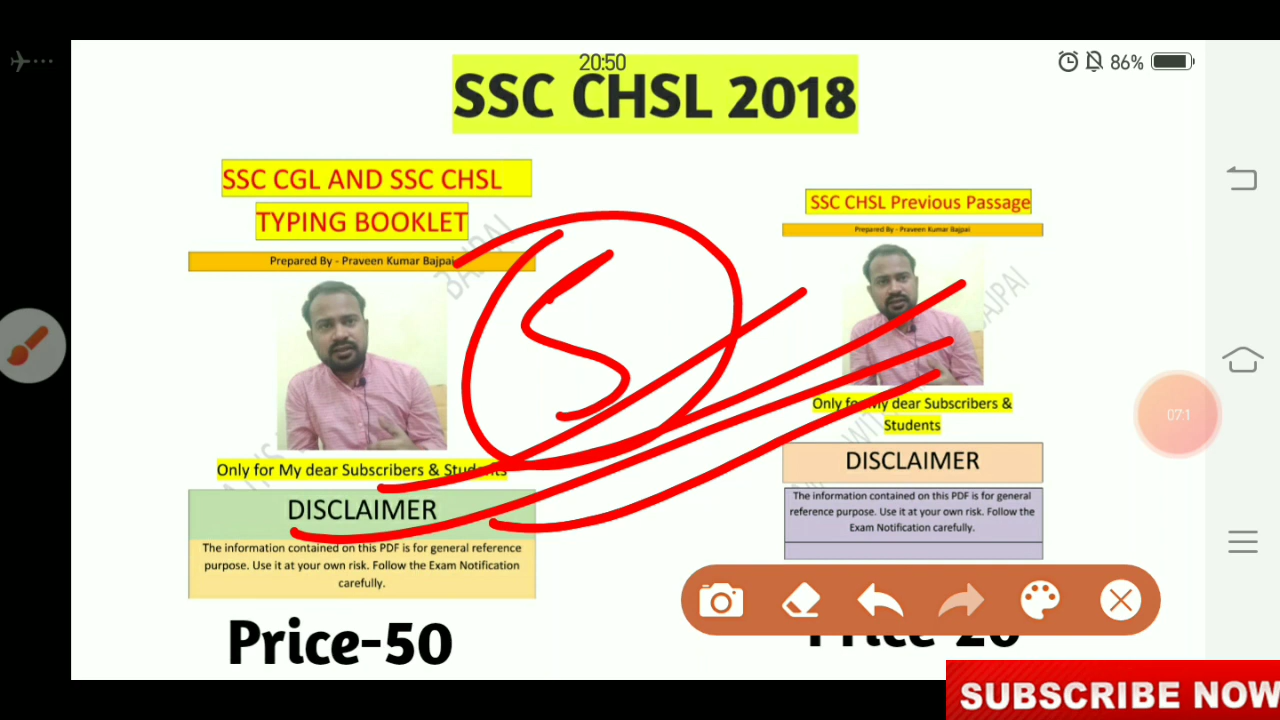 20:50
86%
SSC CHSL 2018
SSC CGL AND SSC CHSL
TYPING BOOKLET
Prepared By - Praveen Kumar Bajpai
BAJPAI
Only for My dear Subscribers & Students
DISCLAIMER
The information contained on this PDF is for general reference
purpose. Use it at your own risk. Follow the Exam Notification
carefully.
Price-50
S
SSC CHSL Previous Passage
Prepared By - Praveen Kumar Bajpai
BAJPAI
Only for My dear Subscribers &
Students
DISCLAIMER
The information contained on this PDF is for general
reference purpose. Use it at your own risk. Follow the
Exam Notification carefully.
07:1
SUBSCRIBE NOW